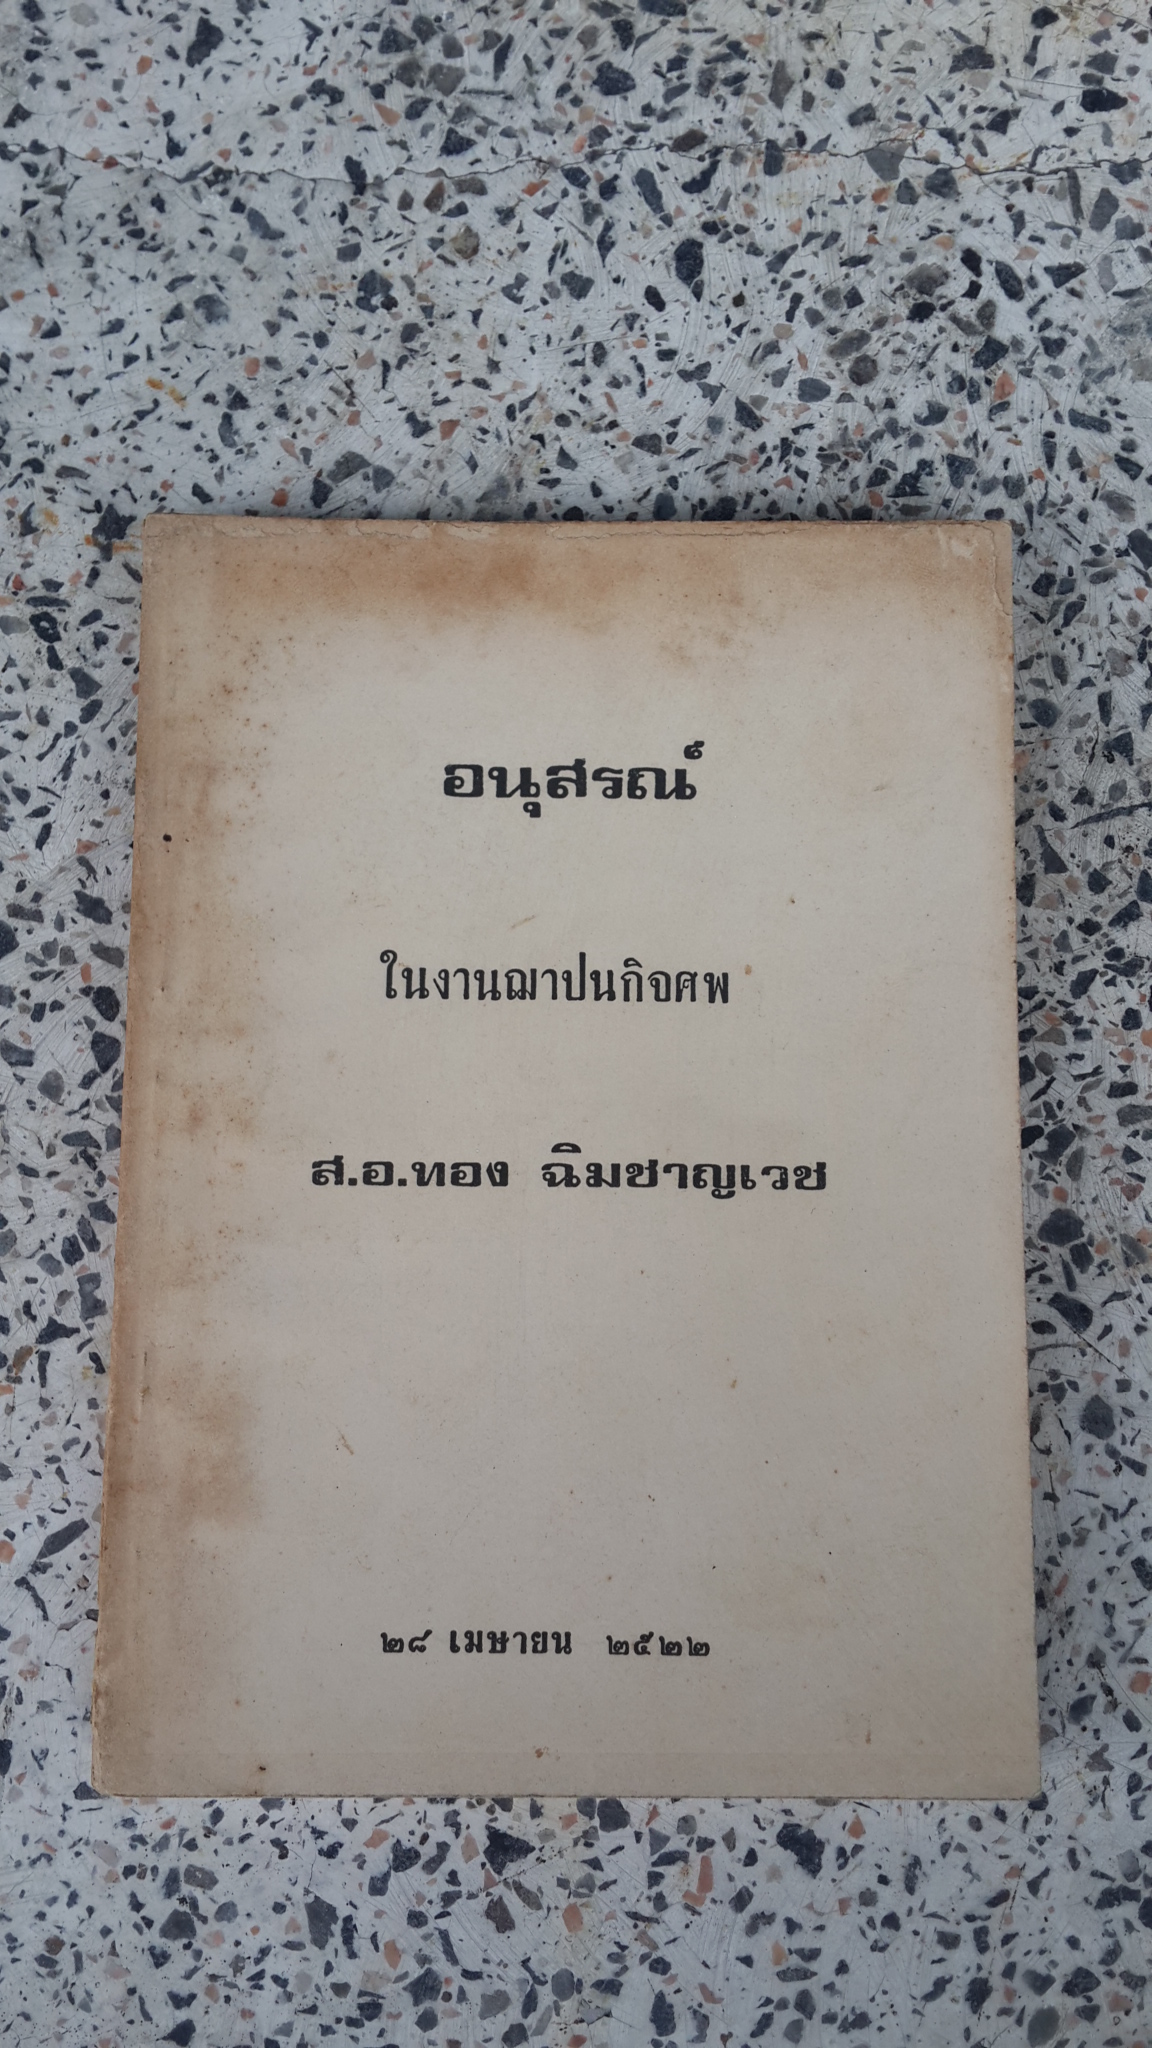 อนุสรณ์
ในงานฌาปนกิจศพ
ส.อ.ทอง ฉิมชาญเวช
๒๘ เมษายน ๒๕๒๒